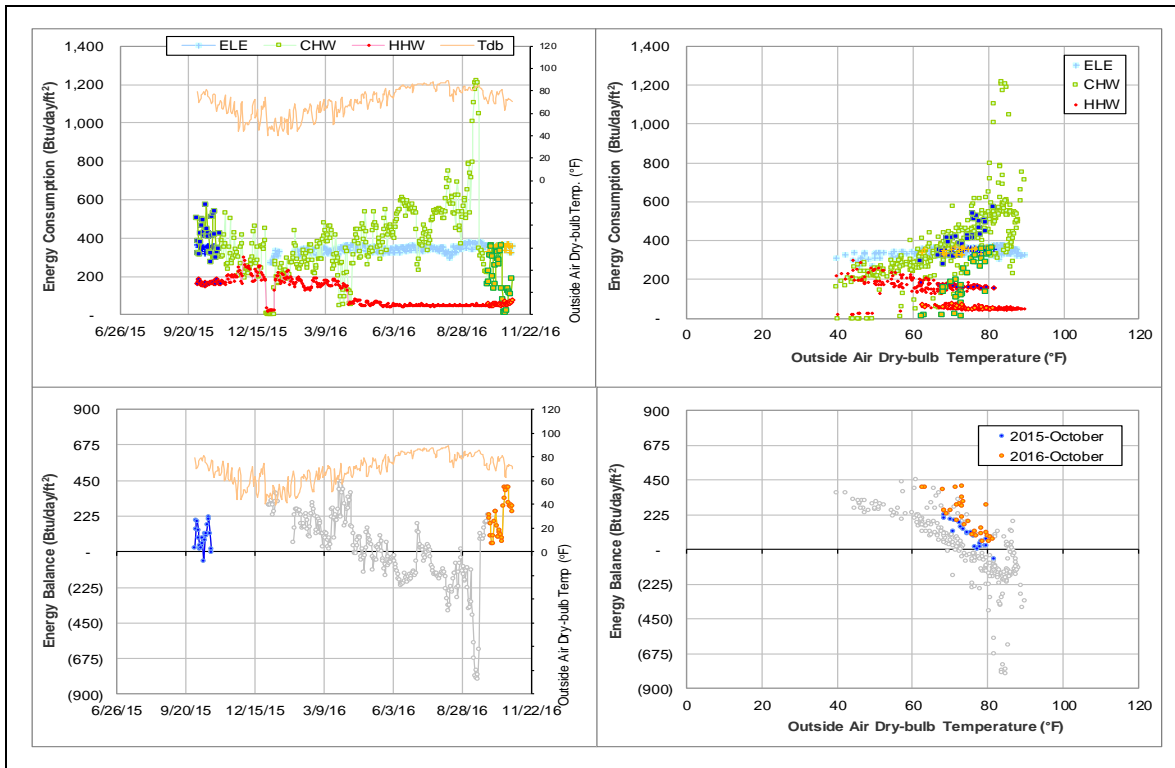 ELE CHW HHW Tdb
Energy Consumption (Btu/day/ft²)
1,400
1,200
1,000
800
600
400
200
-
120
100
80
60
40
20
0
Outside Air Dry-bulb Temp. (°F)
6/26/15 9/20/15 12/15/15 3/9/16 6/3/16 8/28/16 11/22/16
Energy Consumption (Btu/day/ft²)
1,400
1,200
1,000
800
600
400
200
-
ELE
CHW
HHW
0 20 40 60 80 100 120
Outside Air Dry-bulb Temperature (°F)
Energy Balance (Btu/day/ft²)
900
675
450
225
-
(225)
(450)
(675)
(900)
120
100
80
60
40
20
0
Outside Air Dry-bulb Temp (°F)
6/26/15 9/20/15 12/15/15 3/9/16 6/3/16 8/28/16 11/22/16
Energy Balance (Btu/day/ft²)
900
675
450
225
-
(225)
(450)
(675)
(900)
2015-October
2016-October
0 20 40 60 80 100 120
Outside Air Dry-bulb Temperature (°F)